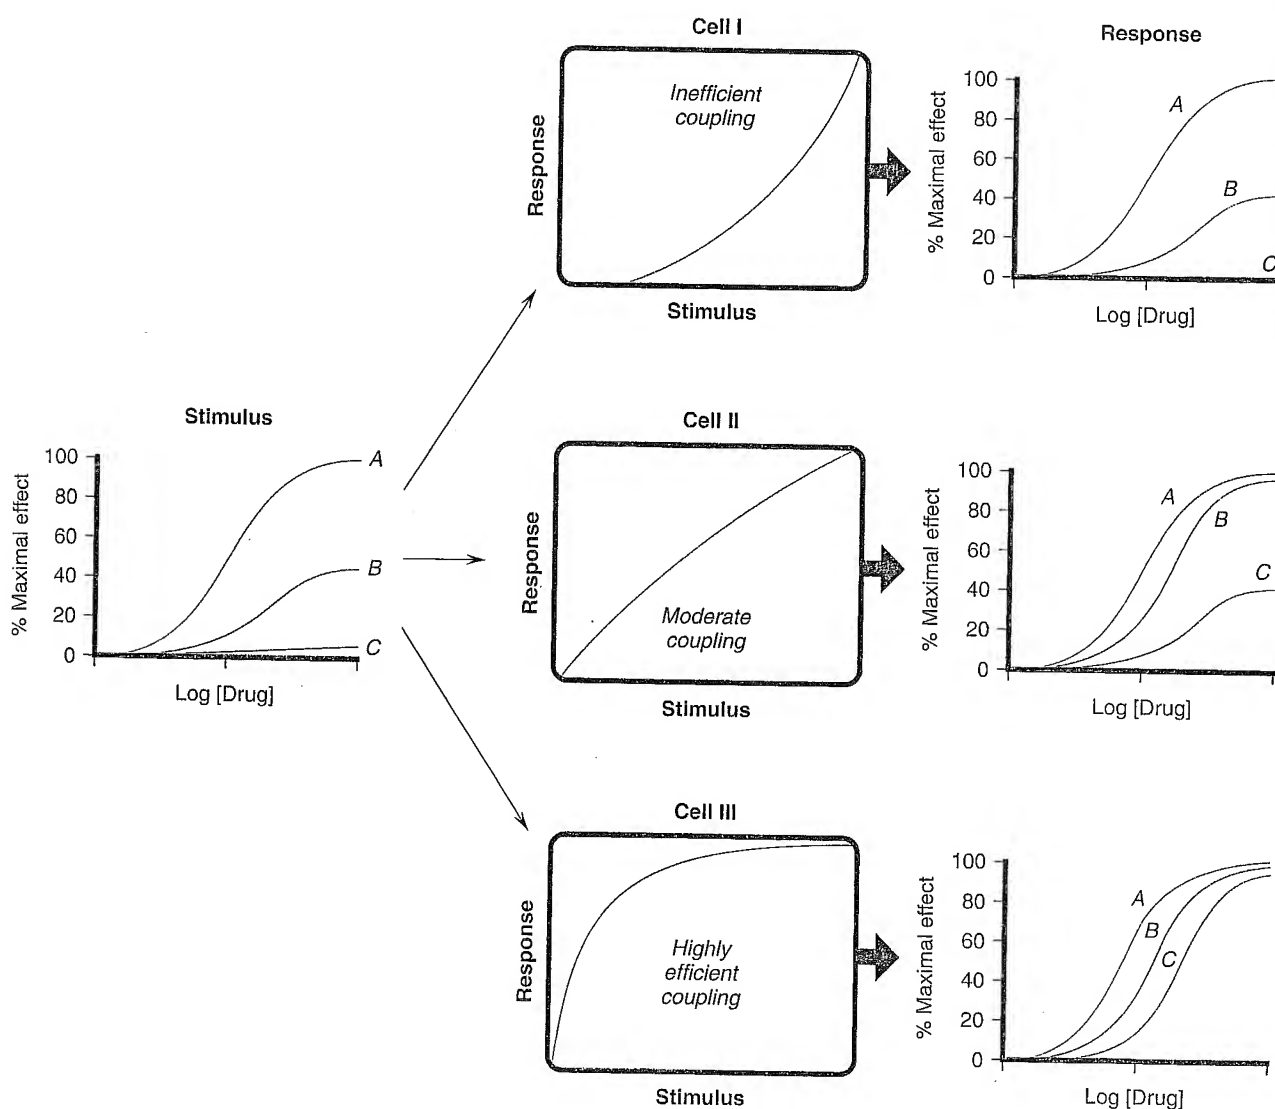 Cell I
Inefficient
coupling
Response
Stimulus
Response
100
80
60
40
20
0
% Maximal effect
A
B
C
Log [Drug]
Stimulus
100
80
60
40
20
0
% Maximal effect
A
B
C
Log [Drug]
Cell II
Moderate
coupling
Response
Stimulus
100
80
60
40
20
0
% Maximal effect
A
B
C
Log [Drug]
Cell III
Highly
efficient
coupling
Response
Stimulus
100
80
60
40
20
0
% Maximal effect
A
B
C
Log [Drug]